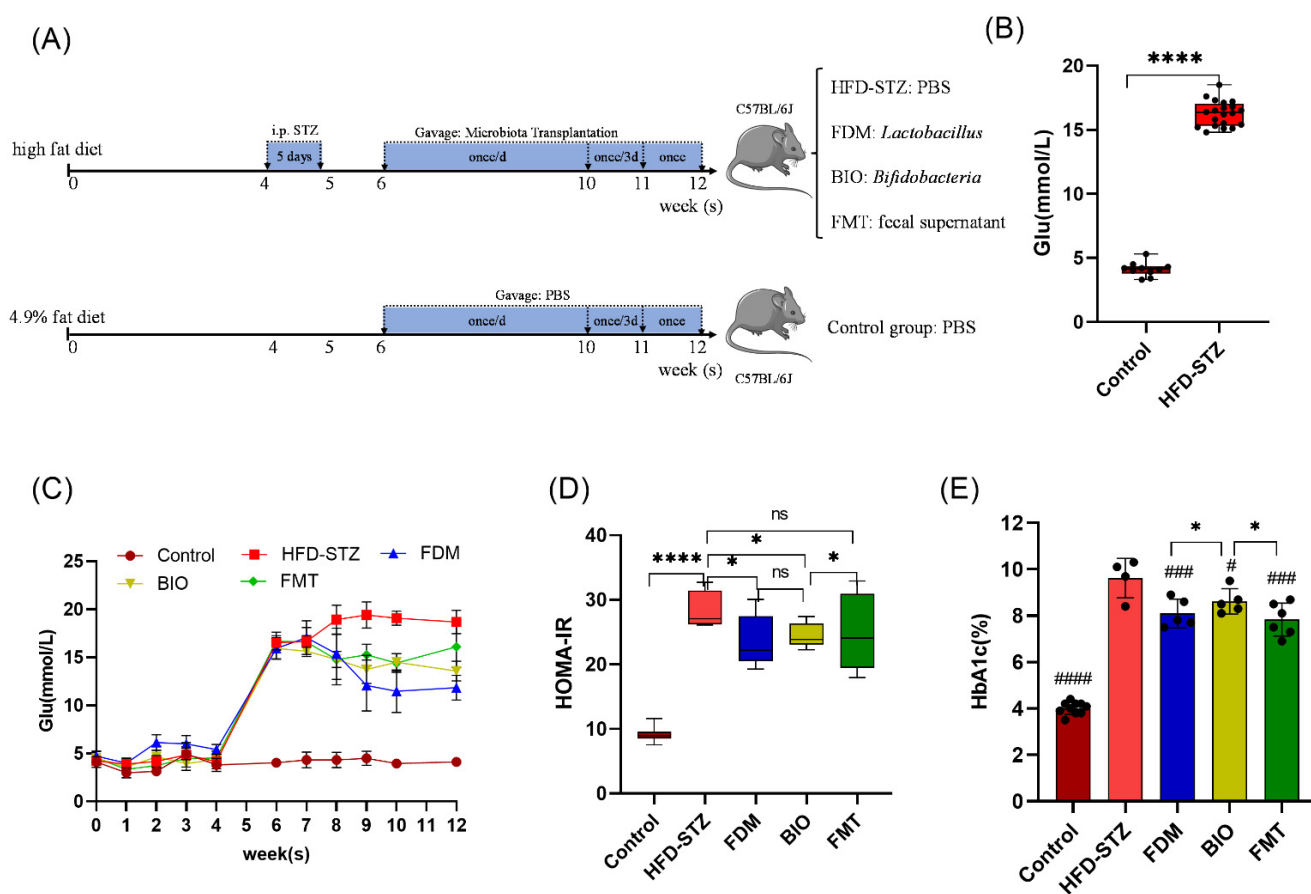 (A)
high fat diet
i.p. STZ
5 days
Gavage: Microbiota Transplantation
once/d
once/3d
once
0
4
5
6
10
11
12
week (s)
C57BL/6J
HFD-STZ: PBS
FDM: Lactobacillus
BIO: Bifidobacteria
FMT: fecal supernatant
4.9% fat diet
Gavage: PBS
once/d
once/3d
once
0
4
5
6
10
11
12
week (s)
C57BL/6J
Control group: PBS
(B)
****
Glu(mmol/L)
20
15
10
5
0
Control
HFD-STZ
(C)
Control
HFD-STZ
FDM
BIO
FMT
Glu(mmol/L)
25
20
15
10
5
0
0 1 2 3 4 5 6 7 8 9 10 12
week(s)
(D)
ns
*
**** * ns *
HOMA-IR
40
30
20
10
0
Control
HFD-STZ
FDM
BIO
FMT
(E)
* *
#### ### # ###
HbA1c(%)
12
10
8
6
4
2
0
Control
HFD-STZ
FDM
BIO
FMT